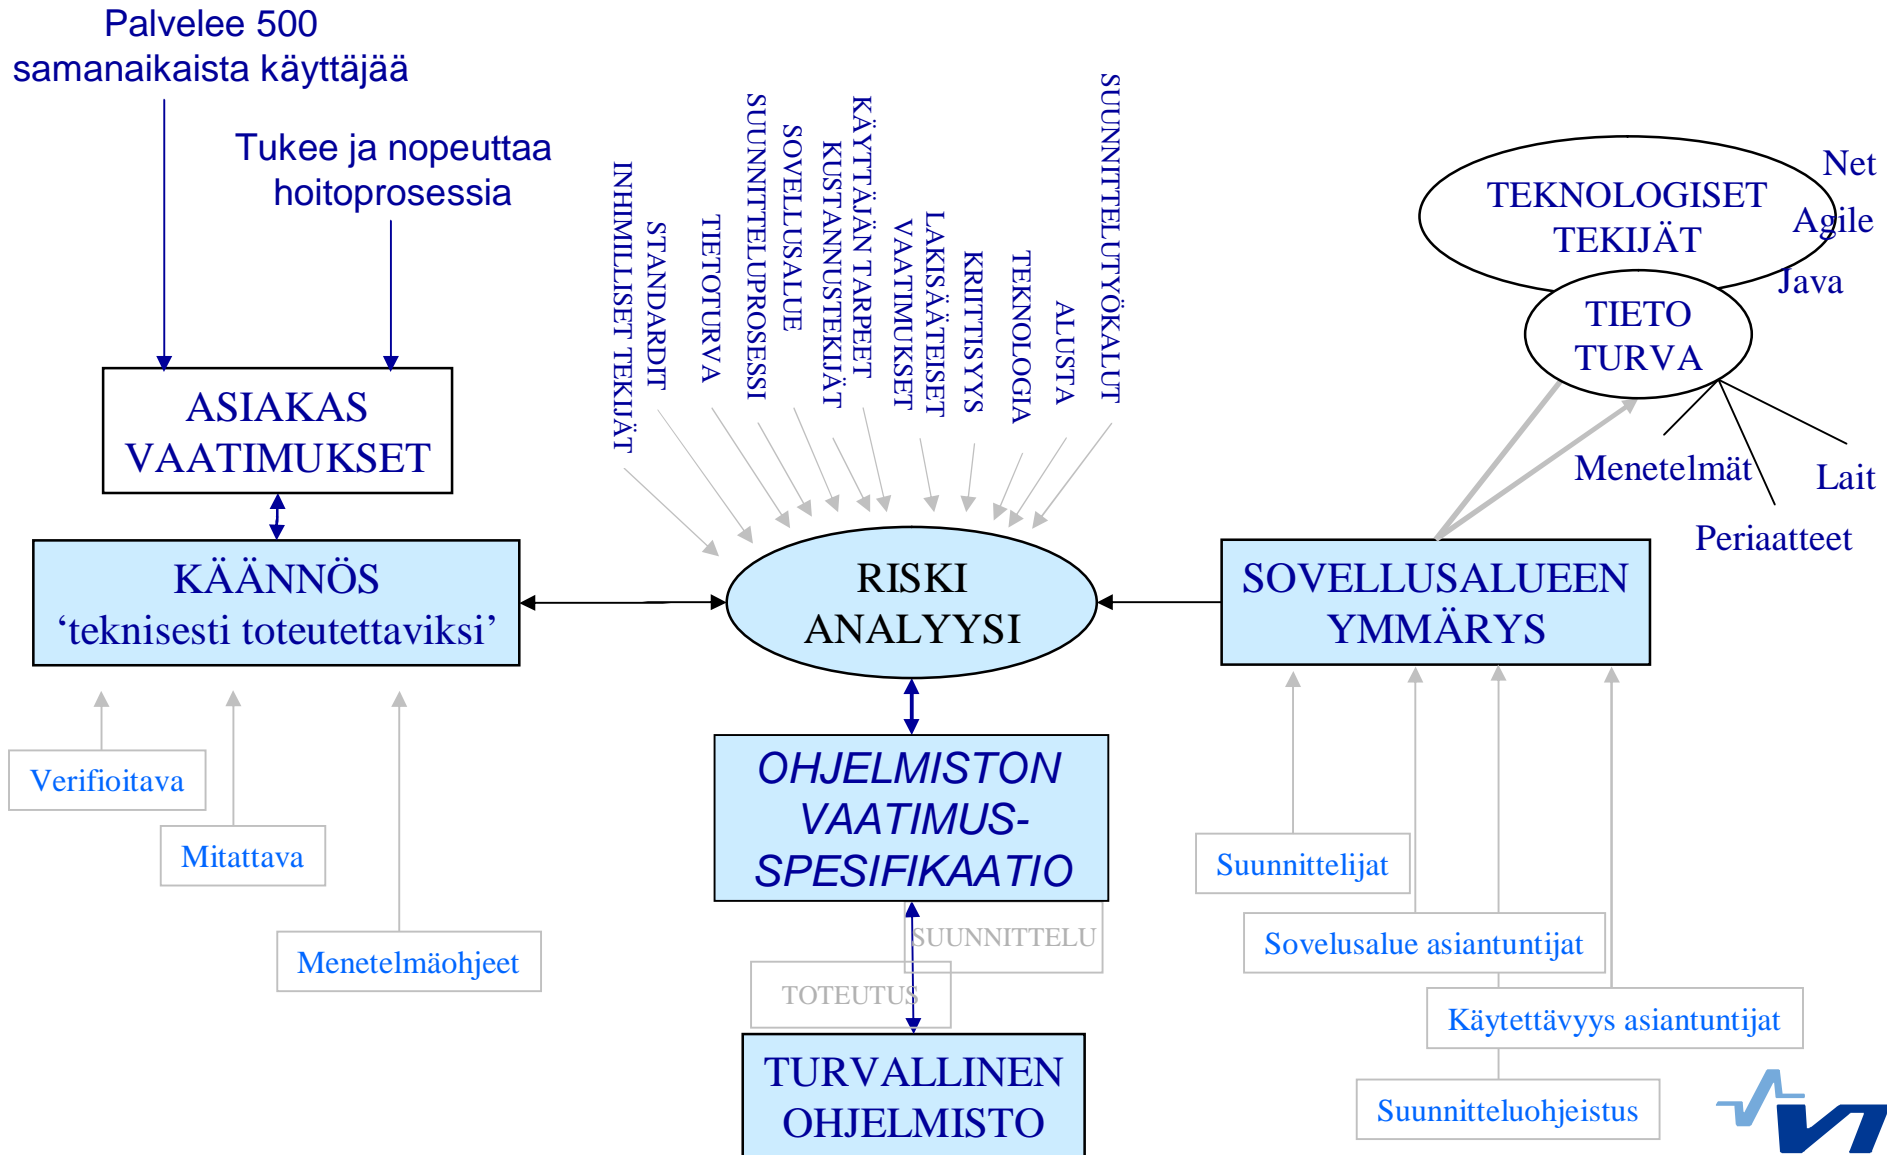 Palvelee 500
samanaikaista käyttäjää
Tukee ja nopeuttaa
hoitoprosessia
ASIAKAS
VAATIMUKSET
KÄÄNNÖS
‘teknisesti toteutettaviksi’
Verifioitava
Mitattava
Menetelmäohjeet
INHIMILLISET TEKIJÄT
STANDARDIT
TIETOTURVA
SUUNNITTELUPROSESSI
SOVELLUSALUE
KUSTANNUSTEKIJÄT
KÄYTTÄJÄN TARPEET
LAKISÄÄTEISET
VAATIMUKSET
KRIITTISYYS
TEKNOLOGIA
ALUSTA
SUUNNITTELUTYÖKALUT
RISKI
ANALYYSI
OHJELMISTON
VAATIMUS-
SPESIFIKAATIO
SUUNNITTELU
TOTEUTUS
TURVALLINEN
OHJELMISTO
TEKNOLOGISET
TEKIJÄT
Net
Agile
Java
TIETO
TURVA
Menetelmät
Lait
Periaatteet
SOVELLUSALUEEN
YMMÄRYS
Suunnittelijat
Sovelusalue asiantuntijat
Käytettävyys asiantuntijat
Suunnitteluohjeistus